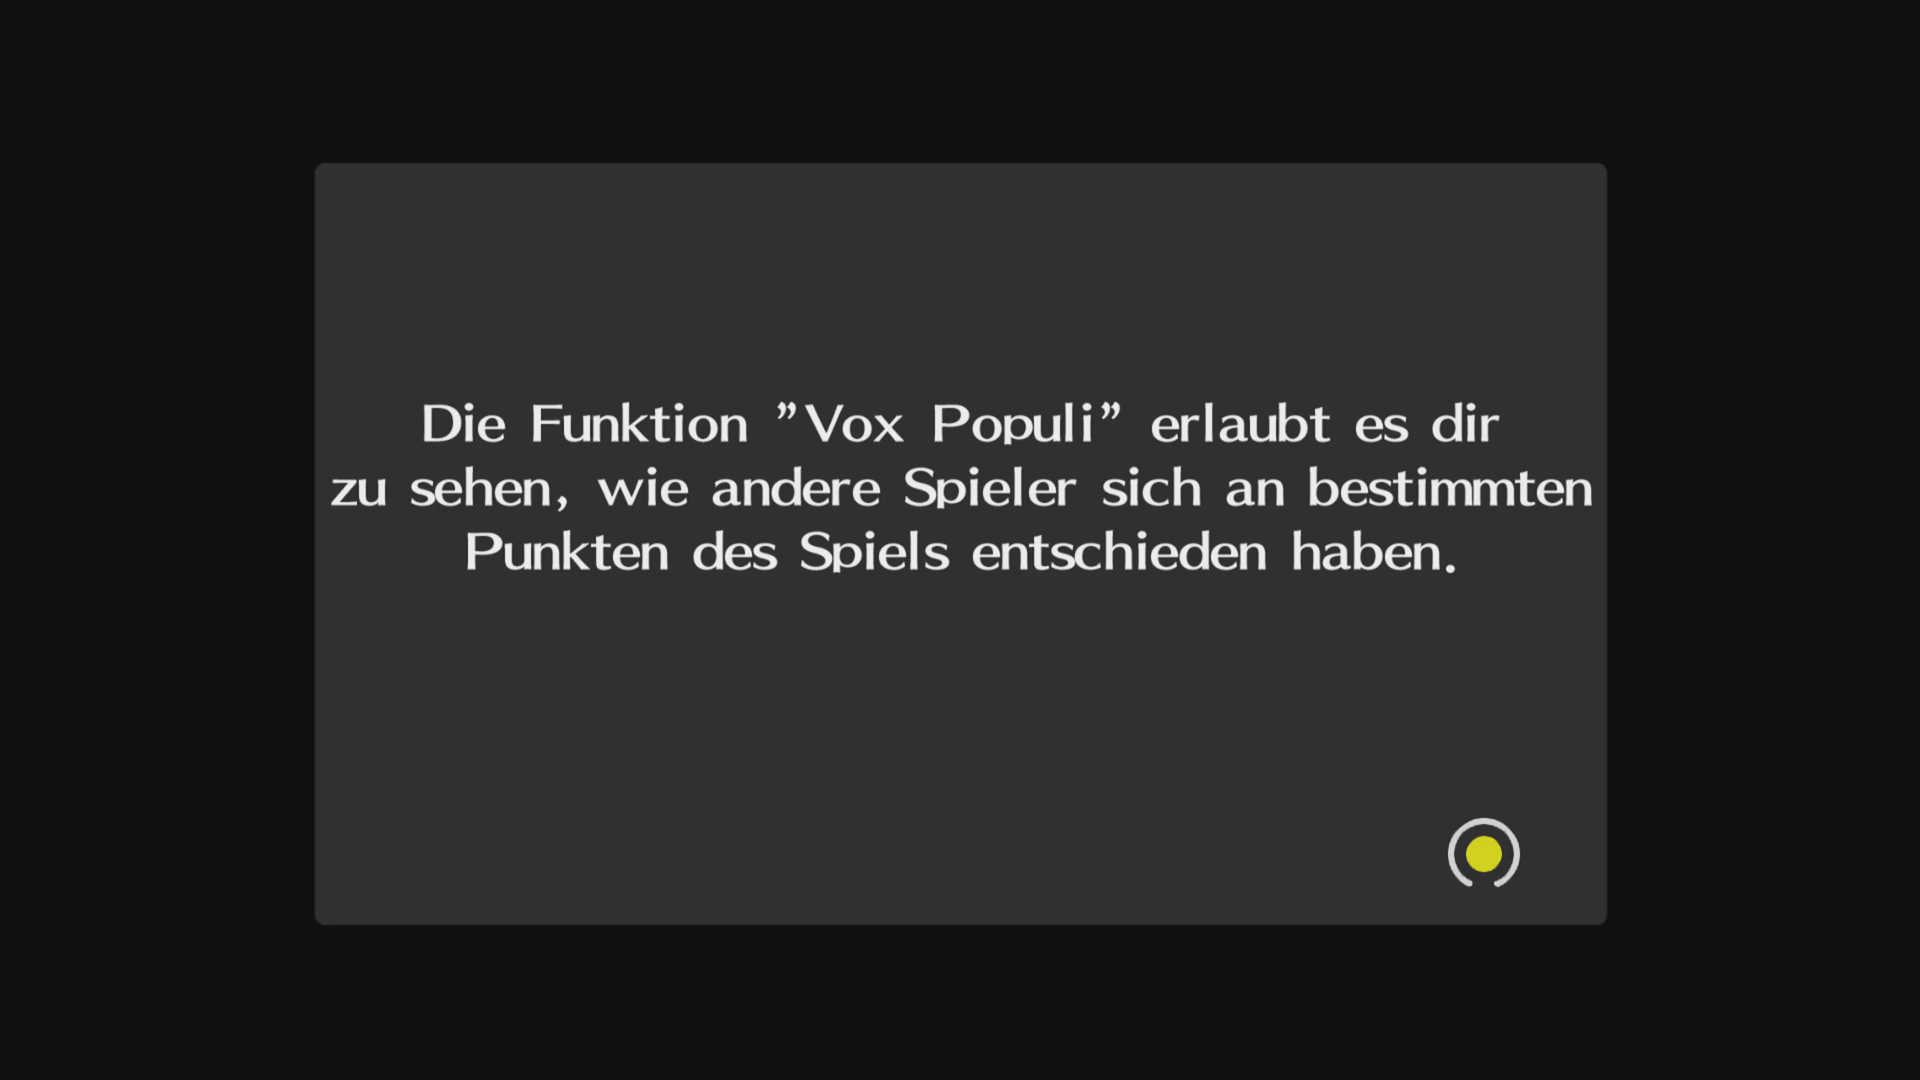 Die Funktion ”Vox Populi” erlaubt es dir
zu sehen, wie andere Spieler sich an bestimmten
Punkten des Spiels entschieden haben.